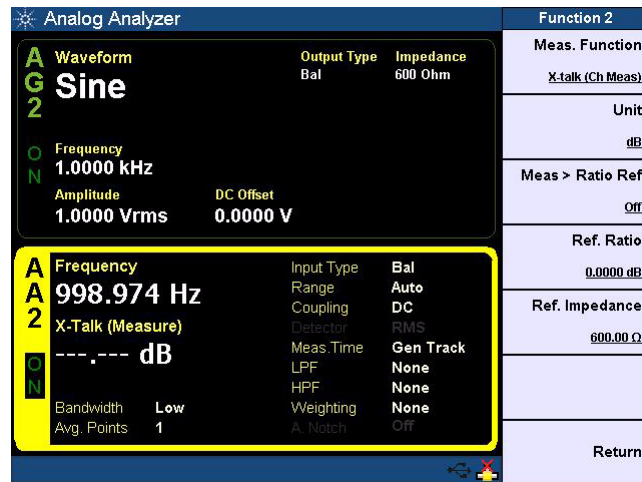 Analog Analyzer
Function 2
AG2
ON
Waveform
Sine
Output Type Impedance
Bal 600 Ohm
Frequency
1.0000 kHz
Amplitude DC Offset
1.0000 Vrms 0.0000 V
AA2
ON
Frequency
998.974 Hz
X-Talk (Measure)
---.--- dB
Bandwidth Low
Avg. Points 1
Input Type Bal
Range Auto
Coupling DC
Detector RMS
Meas.Time Gen Track
LPF None
HPF None
Weighting None
A. Notch Off
Meas. Function
X-talk (Ch Meas)
Unit
dB
Meas > Ratio Ref
Off
Ref. Ratio
0.0000 dB
Ref. Impedance
600.00 Ω
Return